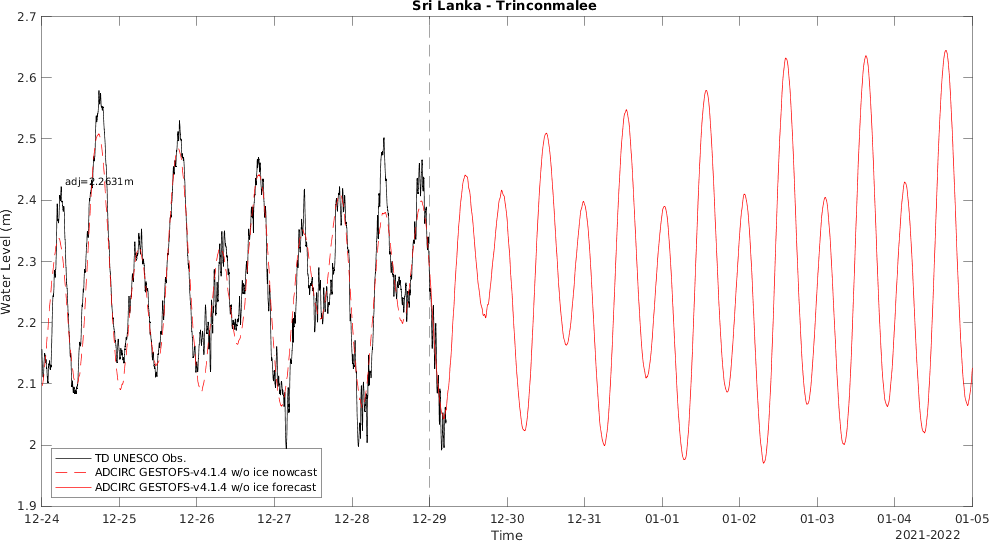 Sri Lanka - Trinconmalee
2.7
2.6
2.5
2.4
2.3
2.2
2.1
2
1.9
Water Level (m)
adj=2.2631m
TD UNESCO Obs.
ADCIRC GESTOFS-v4.1.4 w/o ice nowcast
ADCIRC GESTOFS-v4.1.4 w/o ice forecast
12-24 12-25 12-26 12-27 12-28 12-29 12-30 12-31 01-01 01-02 01-03 01-04 01-05
Time
2021-2022